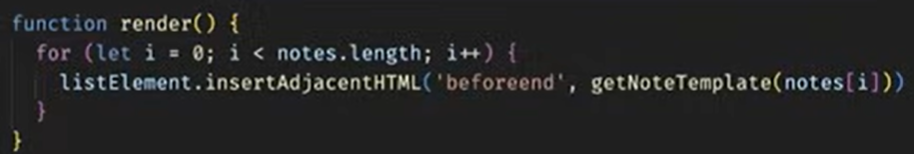 function render() {
for (let i = 0; i < notes.length; i++) {
listElement.insertAdjacentHTML('beforeend', getNoteTemplate(notes[i]))
}
}